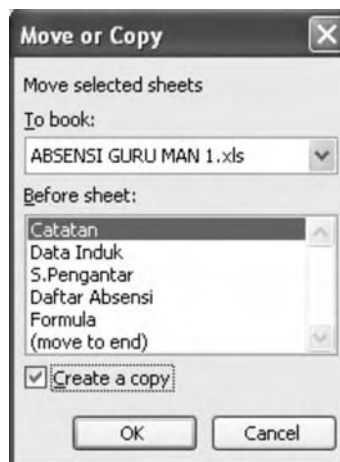 Move or Copy
Move selected sheets
To book:
ABSENSI GURU MAN 1.xls
Before sheet:
Catatan
Data Induk
S.Pengantar
Daftar Absensi
Formula
(move to end)
Create a copy
OK Cancel